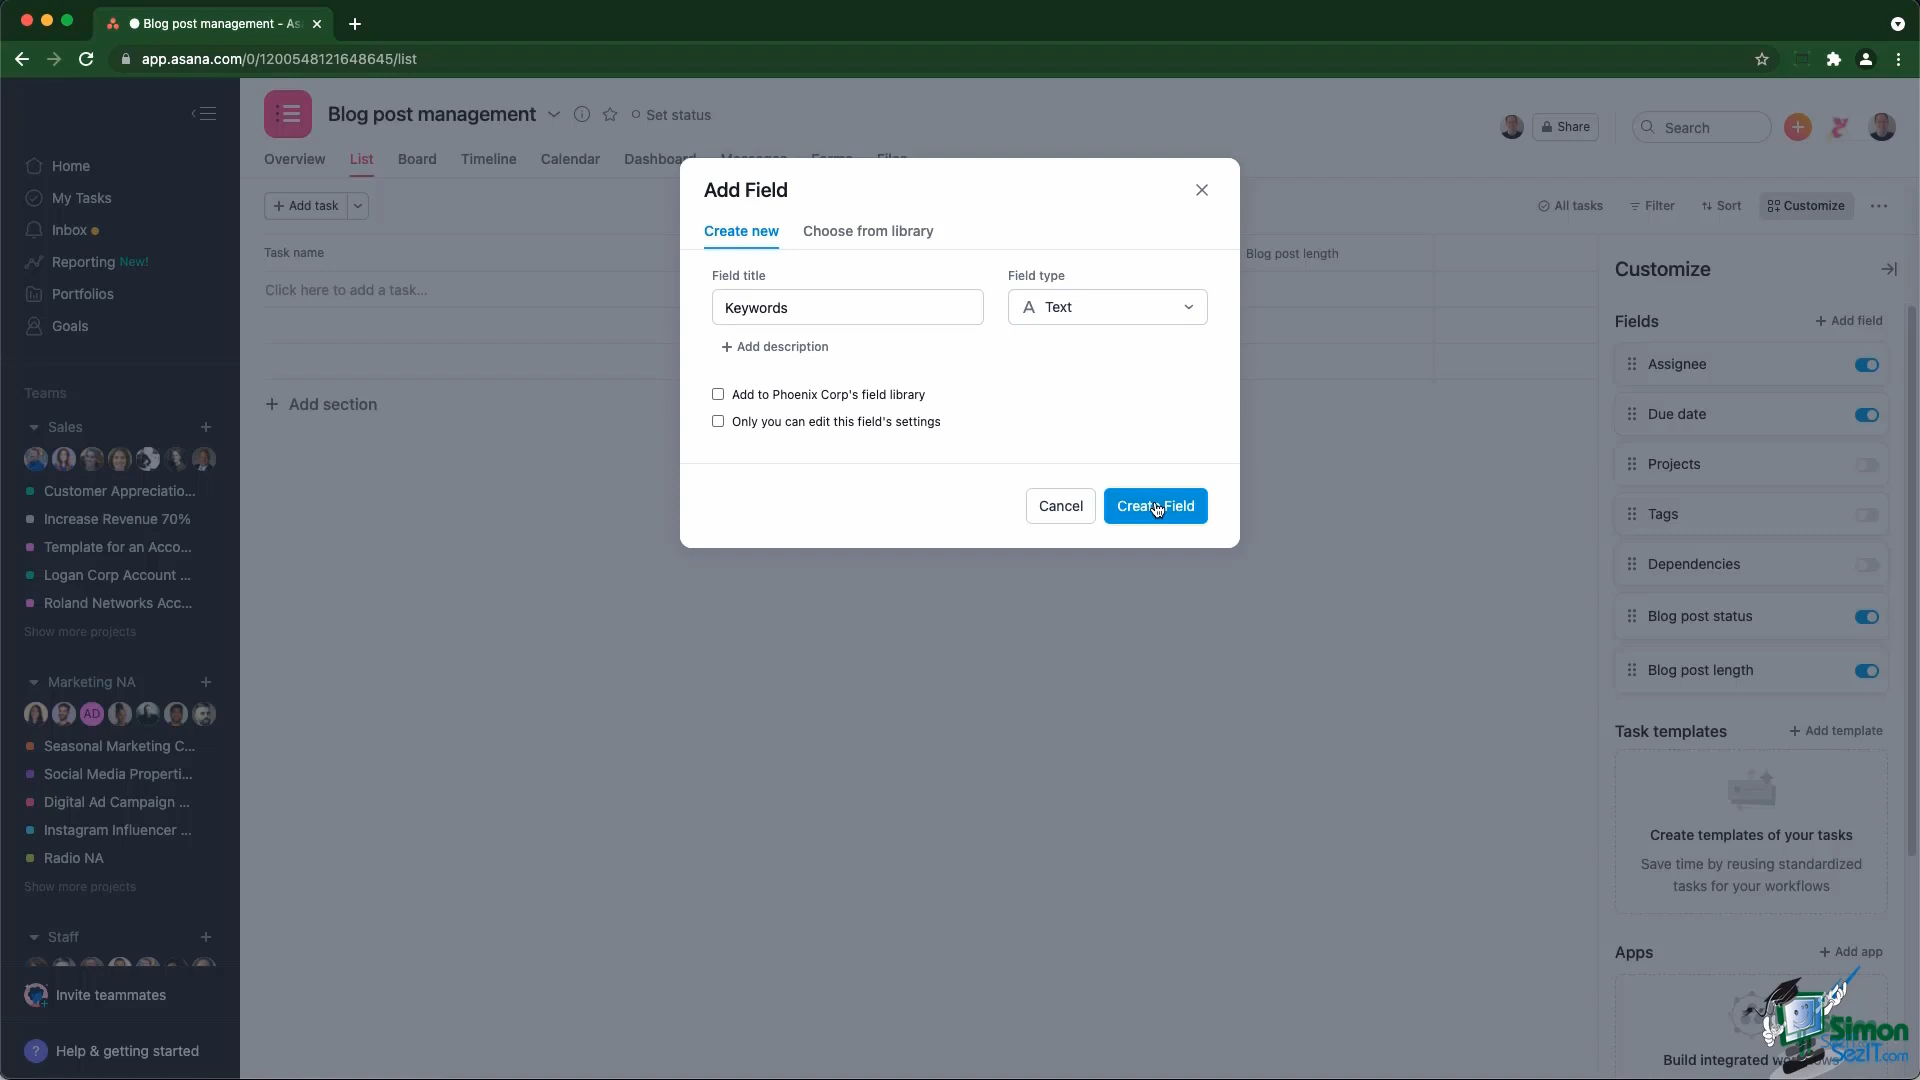 Blog post management - As
app.asana.com/0/1200548121648645/list
Home
My Tasks
Inbox
Reporting New!
Portfolios
Goals
Teams
Sales
Customer Appreciatio...
Increase Revenue 70%
Template for an Acco...
Logan Corp Account ...
Roland Networks Acc...
Show more projects
Marketing NA
AD
Seasonal Marketing C...
Social Media Properti...
Digital Ad Campaign ...
Instagram Influencer ...
Radio NA
Show more projects
Staff
Invite teammates
? Help & getting started
Blog post management
Set status
Share
Search
Overview List Board Timeline Calendar Dashboard Messages Forms Files
+ Add task
All tasks Filter Sort Customize
Task name
Blog post length
Click here to add a task...
+ Add section
Add Field
Create new Choose from library
Field title
Field type
Keywords
A Text
+ Add description
Add to Phoenix Corp's field library
Only you can edit this field's settings
Cancel
Create Field
Customize
Fields
+ Add field
Assignee
Due date
Projects
Tags
Dependencies
Blog post status
Blog post length
Task templates
+ Add template
Create templates of your tasks
Save time by reusing standardized
tasks for your workflows
Apps
+ Add app
Build integrated
Simon
SezIT.com